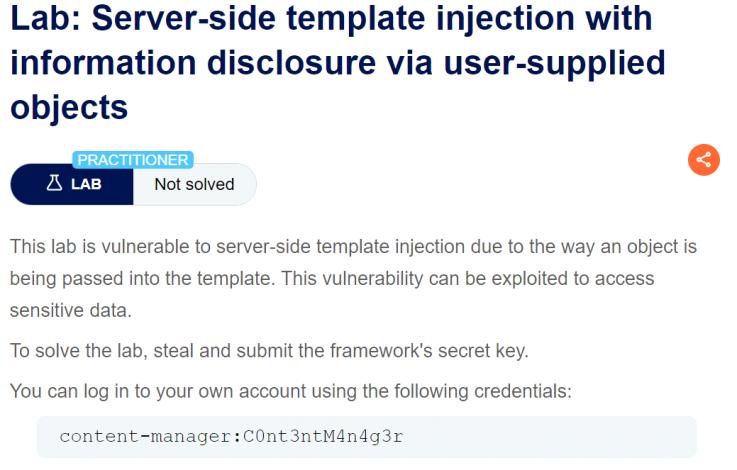 Lab: Server-side template injection with
information disclosure via user-supplied
objects
PRACTITIONER
LAB Not solved
This lab is vulnerable to server-side template injection due to the way an object is
being passed into the template. This vulnerability can be exploited to access
sensitive data.
To solve the lab, steal and submit the framework's secret key.
You can log in to your own account using the following credentials:
content-manager:C0nt3ntM4n4g3r